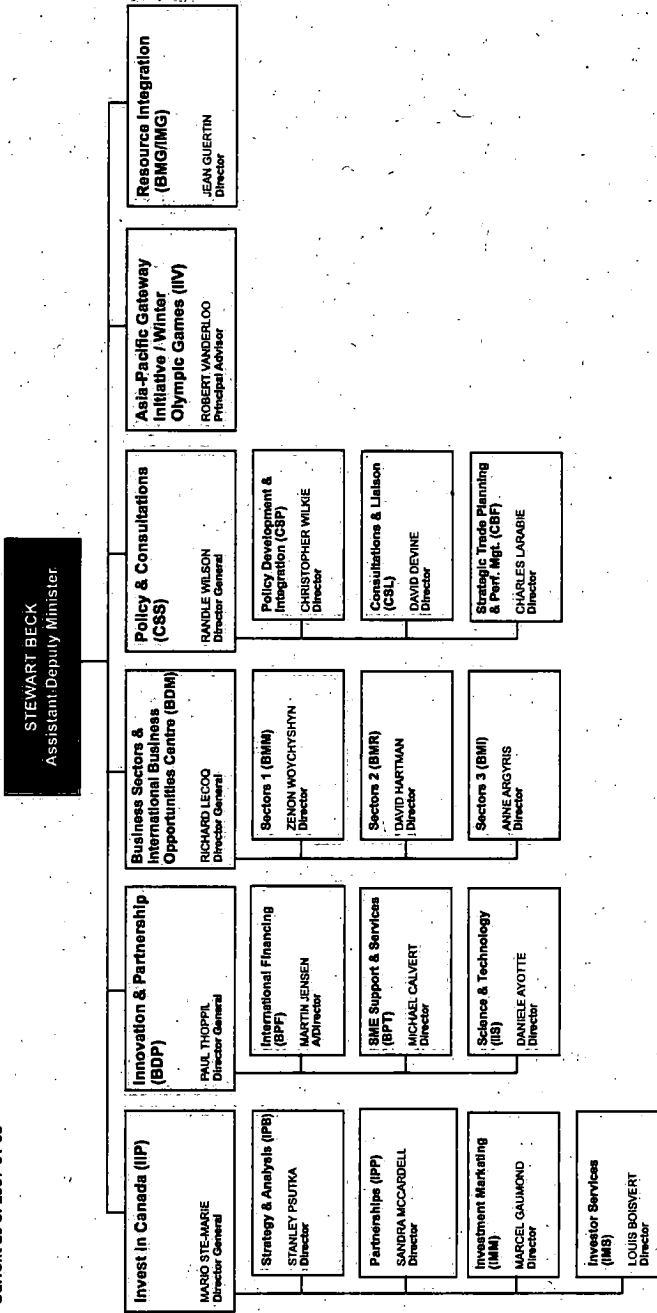 STEWART BECK
Assistant Deputy Minister
Invest in Canada (IIP)
MARIO STE-MARIE
Director General
Strategy & Analysis (IPB)
STANLEY PSUTKA
Director
Partnerships (IPP)
SANDRA MCCARDELL
Director
Investment Marketing
(IMM)
MARCEL GAUMOND
Director
Investor Services
(IMS)
LOUIS BOISVERT
Director
Innovation & Partnership
(BDP)
PAUL THOPPIL
Director General
International Financing
(BPF)
MARTIN JENSEN
A/Director
SME Support & Services
(BPT)
MICHAEL CALVERT
Director
Science & Technology
(IIS)
DANIELE AYOTTE
Director
Business Sectors &
International Business
Opportunities Centre (BDM)
RICHARD LECOQ
Director General
Sectors 1 (BMM)
ZENON WOYCHYSHYN
Director
Sectors 2 (BMR)
DAVID HARTMAN
Director
Sectors 3 (BMI)
ANNE ARGYRIS
Director
Policy & Consultations
(CSS)
RANDLE WILSON
Director General
Policy Development &
Integration (CSP)
CHRISTOPHER WILKIE
Director
Consultations & Liaison
(CSL)
DAVID DEVINE
Director
Strategic Trade Planning
& Perf. Mgt. (CBF)
CHARLES LARABIE
Director
Asia-Pacific Gateway
Initiative / Winter
Olympic Games (IIV)
ROBERT VANDERLOO
Principal Advisor
Resource Integration
(BMG/IMG)
JEAN GUERTIN
Director